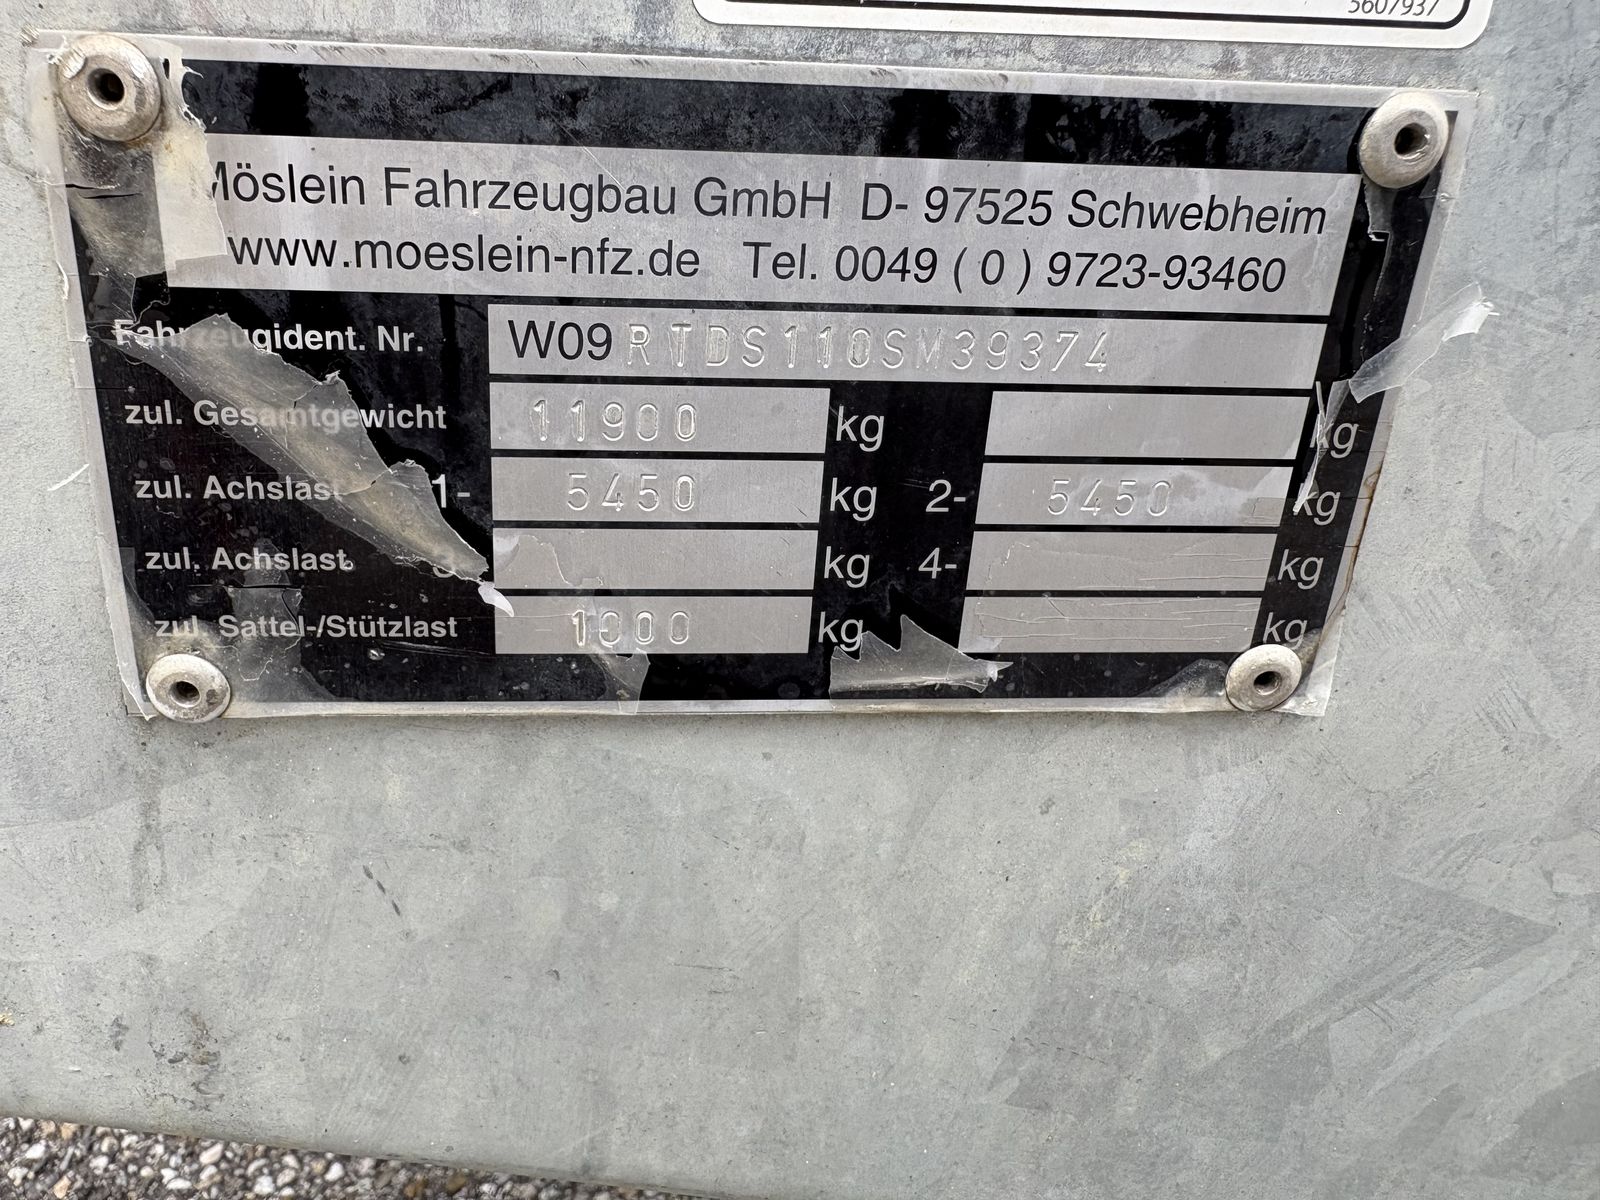 5607937
Möslein Fahrzeugbau GmbH D- 97525 Schwebheim
www.moeslein-nfz.de Tel. 0049 ( 0 ) 9723-93460
Fahrzeugident. Nr. W09RTDS110SM39374
zul. Gesamtgewicht 11900 kg kg
zul. Achslast 1- 5450 kg 2- 5450 kg
zul. Achslast 3- kg 4- kg
zul. Sattel-/Stützlast 1000 kg kg